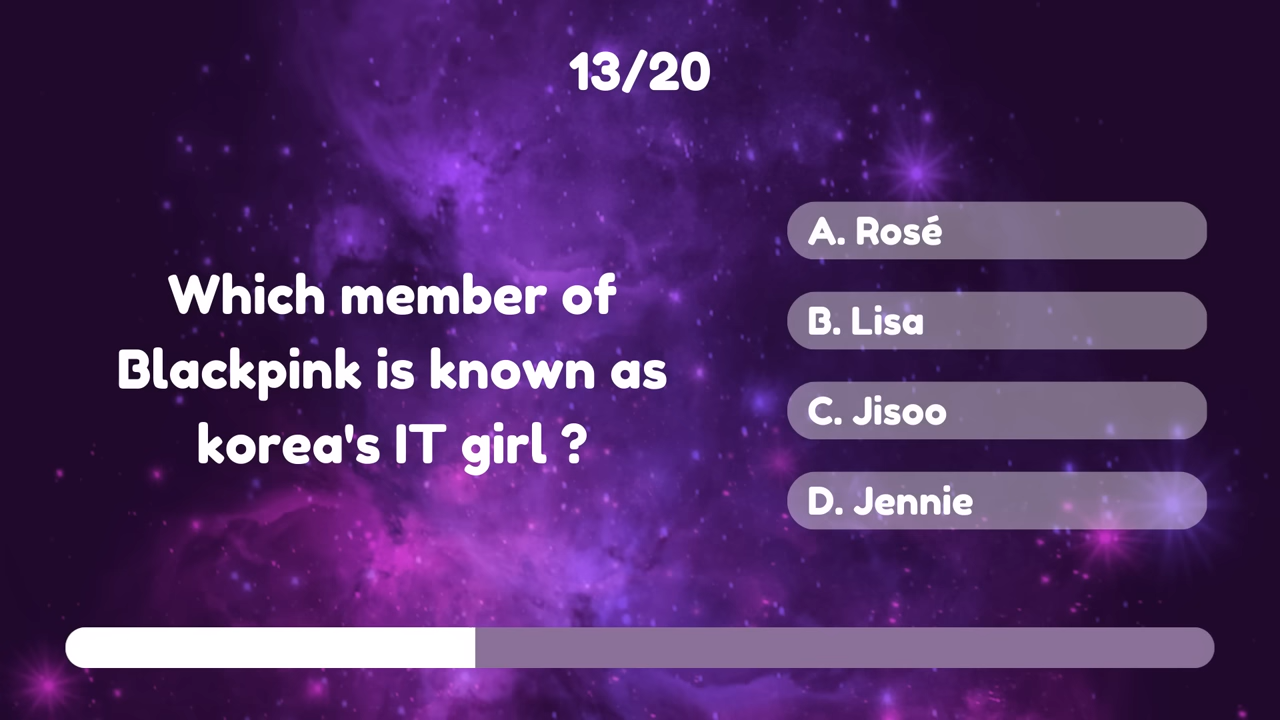 13/20
Which member of
Blackpink is known as
korea's IT girl ?
A. Rosé
B. Lisa
C. Jisoo
D. Jennie